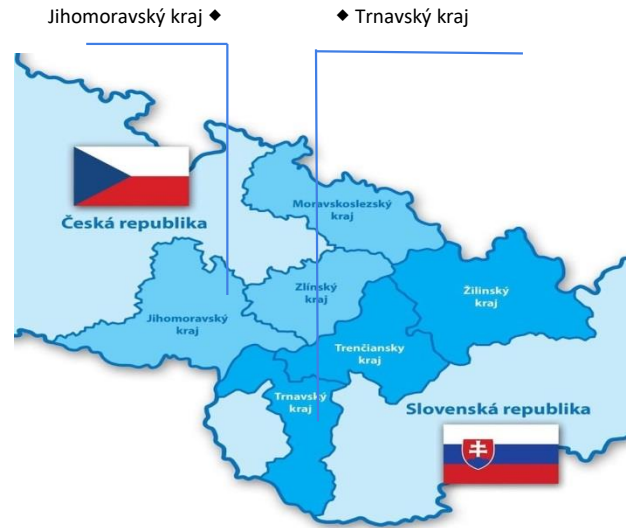 Jihomoravský kraj ◆
◆ Trnavský kraj
Česká republika
Moravskoslezský
kraj
Zlínský
kraj
Žilinský
kraj
Jihomoravský
kraj
Trenčiansky
kraj
Trnavský
kraj
Slovenská republika